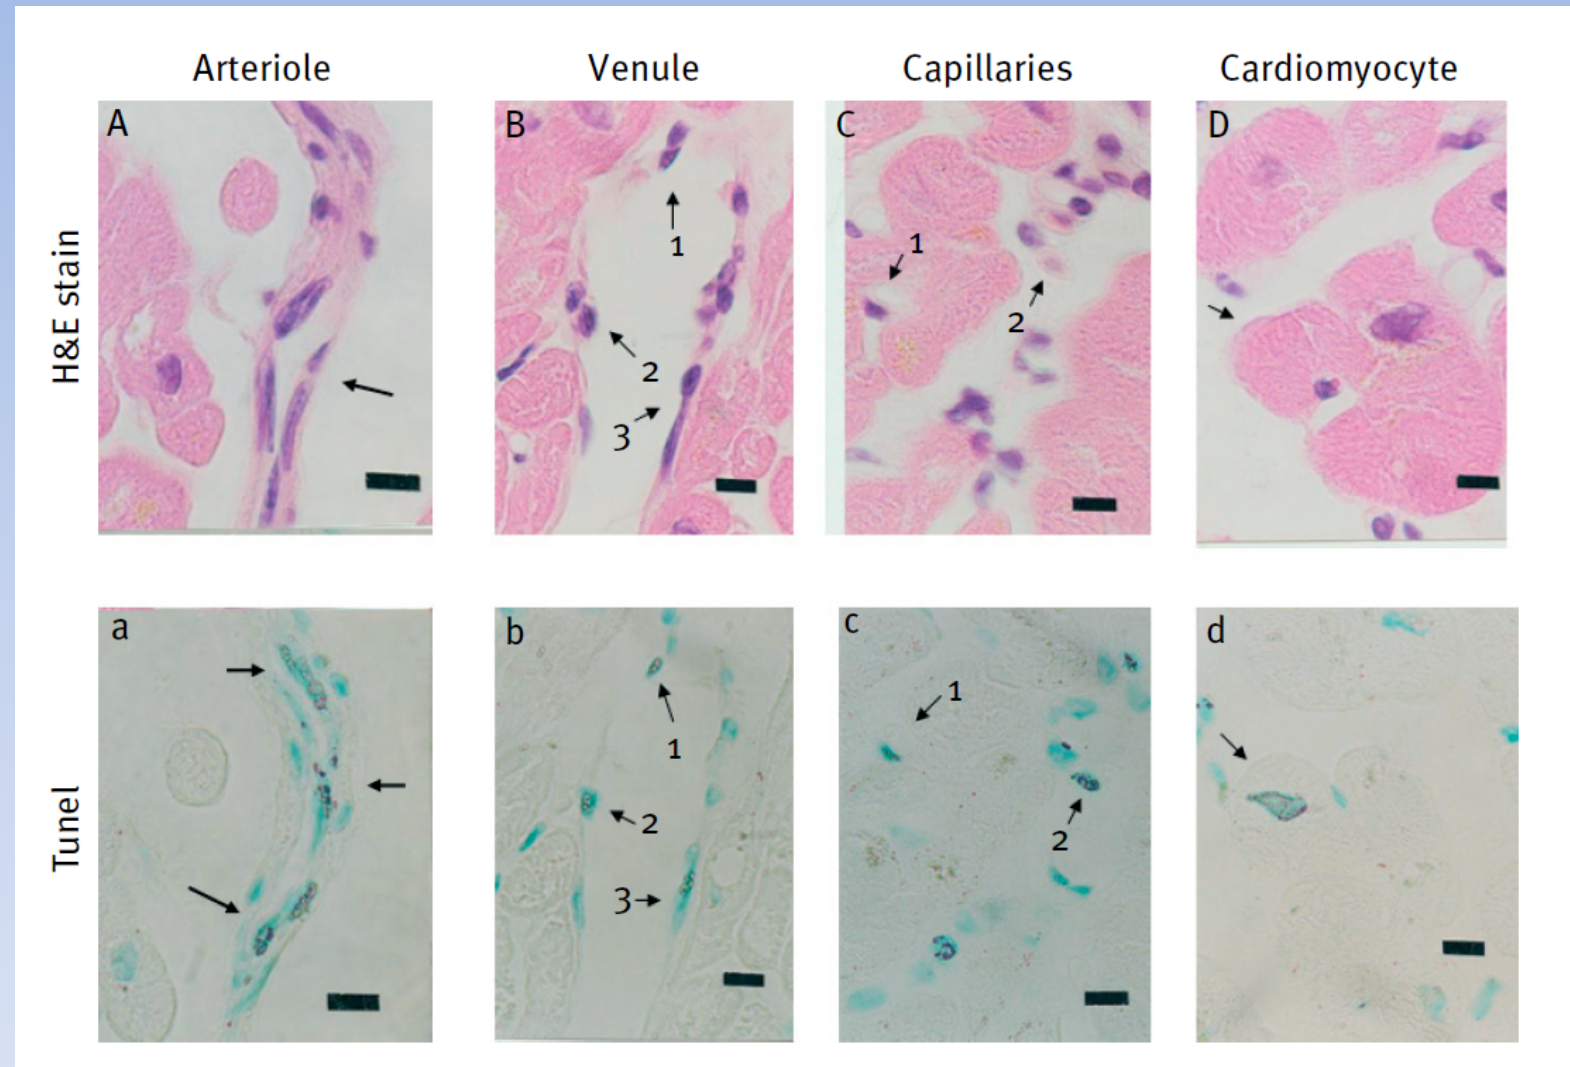 Arteriole
Venule
Capillaries
Cardiomyocyte
H&E stain
A
B
C
D
1
2
3
1
2
Tunel
a
b
c
d
1
2
3
1
2